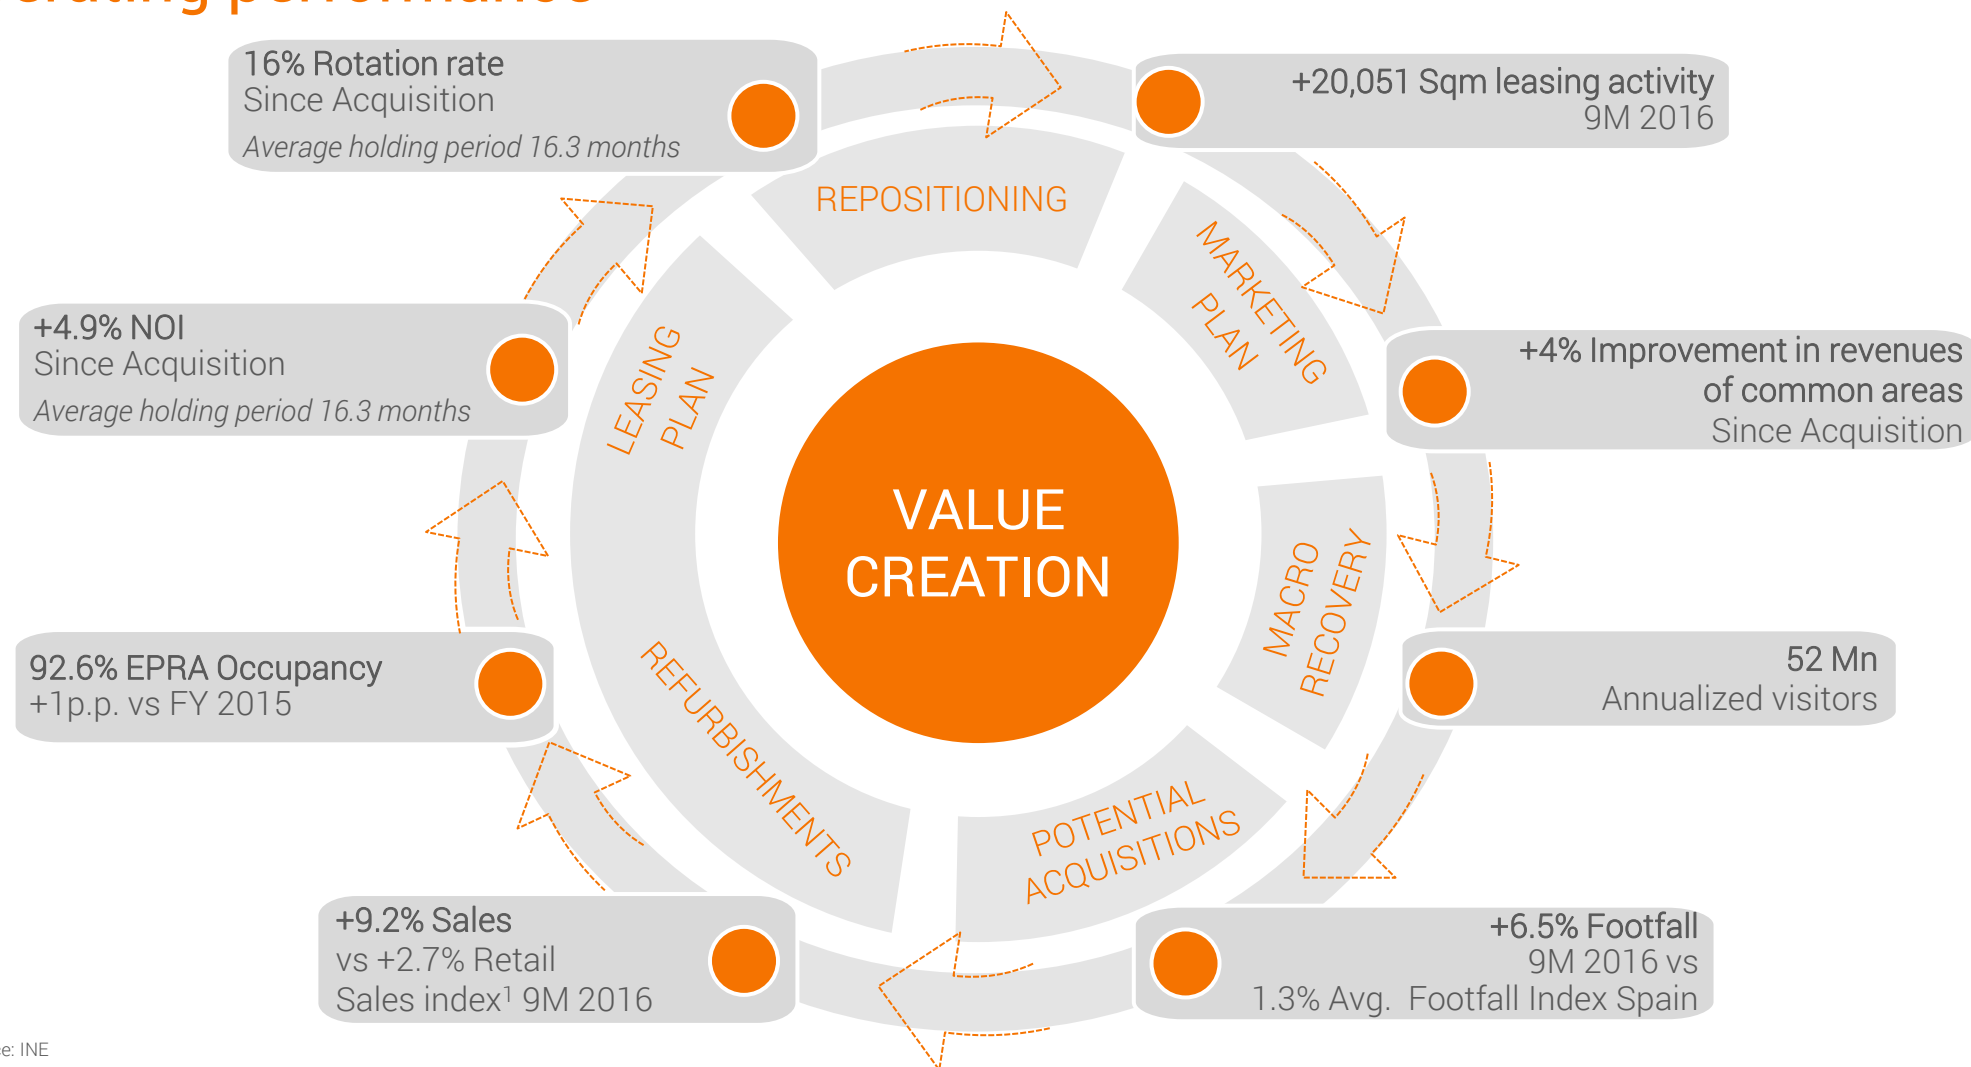 16% Rotation rate
Since Acquisition
Average holding period 16.3 months
+20,051 Sqm leasing activity
9M 2016
REPOSITIONING
MARKETING
PLAN
+4.9% NOI
Since Acquisition
Average holding period 16.3 months
LEASING
PLAN
+4% Improvement in revenues
of common areas
Since Acquisition
VALUE
CREATION
MACRO
RECOVERY
92.6% EPRA Occupancy
+1p.p. vs FY 2015
REFURBISHMENTS
52 Mn
Annualized visitors
POTENTIAL
ACQUISITIONS
+9.2% Sales
vs +2.7% Retail
Sales index¹ 9M 2016
+6.5% Footfall
9M 2016 vs
1.3% Avg. Footfall Index Spain
INE